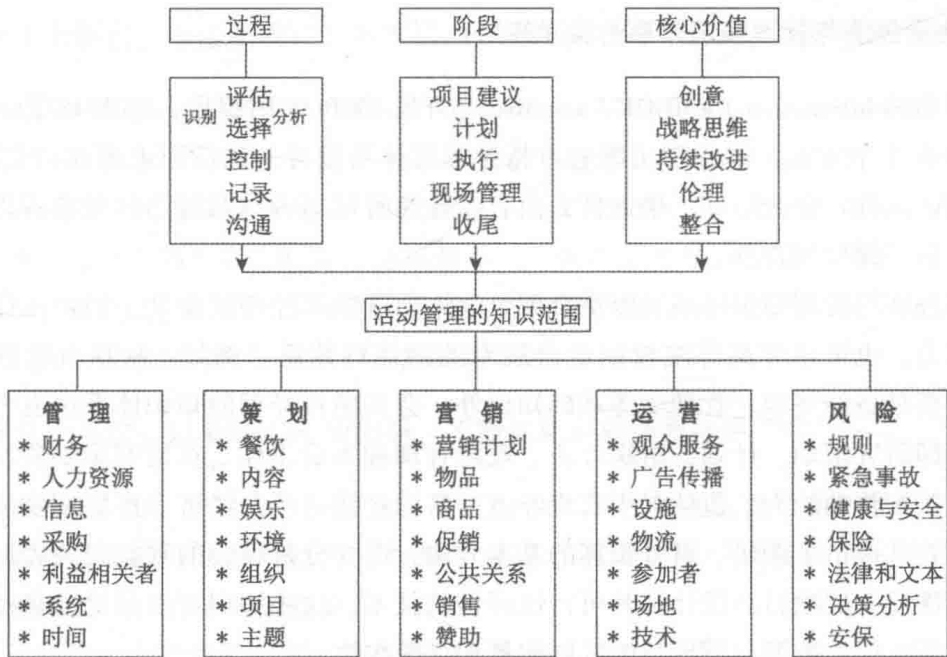 过程
阶段
核心价值
评估
识别 选择 分析
控制
记录
沟通
项目建议
计划
执行
现场管理
收尾
创意
战略思维
持续改进
伦理
整合
活动管理的知识范围
管 理
* 财务
* 人力资源
* 信息
* 采购
* 利益相关者
* 系统
* 时间
策 划
* 餐饮
* 内容
* 娱乐
* 环境
* 组织
* 项目
* 主题
营 销
* 营销计划
* 物品
* 商品
* 促销
* 公共关系
* 销售
* 赞助
运 营
* 观众服务
* 广告传播
* 设施
* 物流
* 参加者
* 场地
* 技术
风 险
* 规则
* 紧急事故
* 健康与安全
* 保险
* 法律和文本
* 决策分析
* 安保